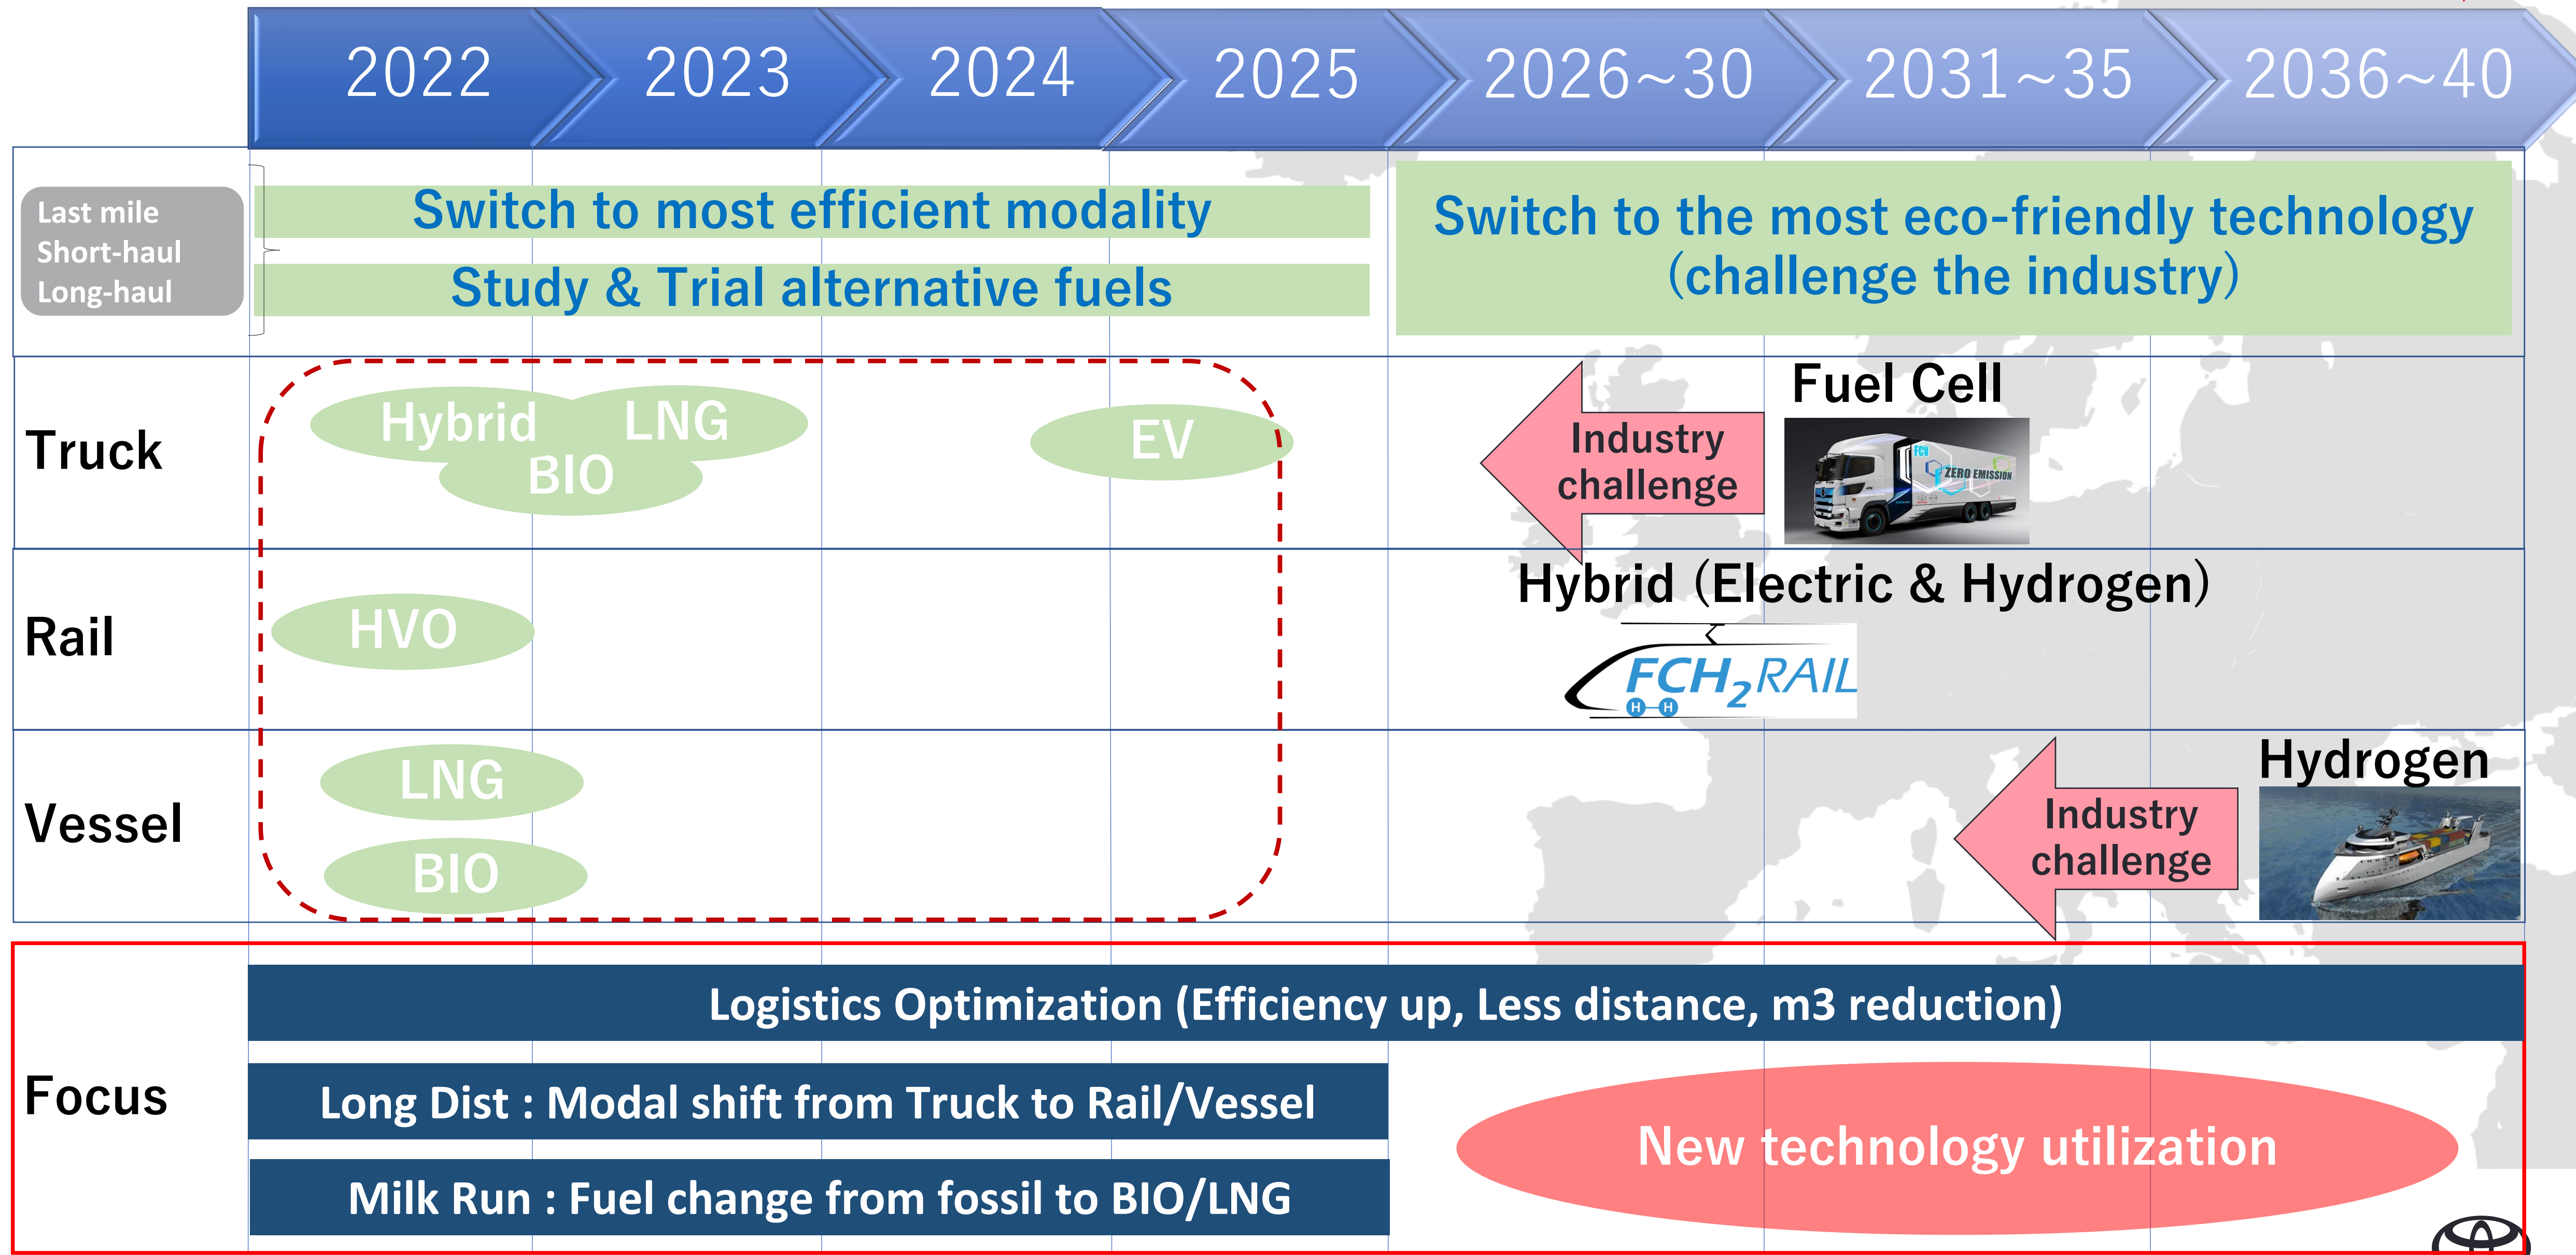 2022
2023
2024
2025
2026~30
2031~35
2036~40
Last mile
Short-haul
Long-haul
Switch to most efficient modality
Study & Trial alternative fuels
Switch to the most eco-friendly technology
(challenge the industry)
Truck
Hybrid
LNG
BIO
EV
Industry
challenge
Fuel Cell
FCV
ZERO EMISSION
Rail
HVO
Hybrid (Electric & Hydrogen)
FCH2RAIL
H-H
Vessel
LNG
BIO
Industry
challenge
Hydrogen
Focus
Logistics Optimization (Efficiency up, Less distance, m3 reduction)
Long Dist : Modal shift from Truck to Rail/Vessel
Milk Run : Fuel change from fossil to BIO/LNG
New technology utilization